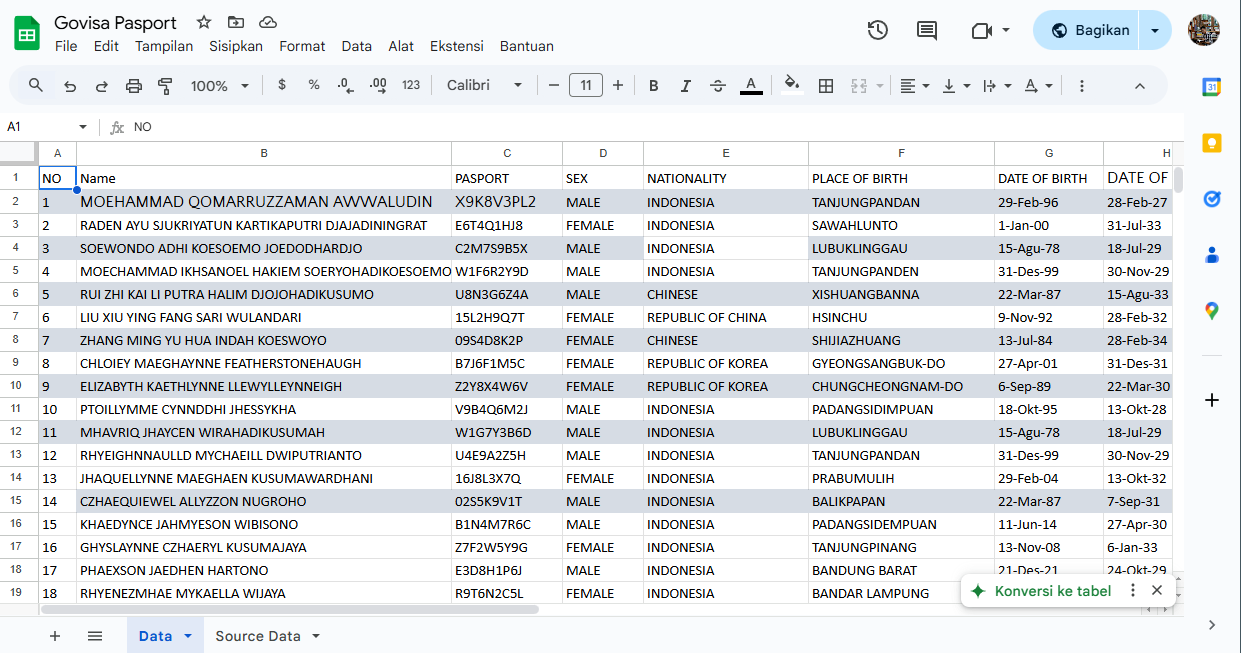 Govisa Pasport
File Edit Tampilan Sisipkan Format Data Alat Ekstensi Bantuan
Bagikan
100% $ % .0 .00 123 Calibri 11 B I A A
31
A1 fx NO
A B C D E F G H
1 NO Name PASPORT SEX NATIONALITY PLACE OF BIRTH DATE OF BIRTH DATE OF
2 1 MOEHAMMAD QOMARRUZZAMAN AWWALUDIN X9K8V3PL2 MALE INDONESIA TANJUNGPANDAN 29-Feb-96 28-Feb-27
3 2 RADEN AYU SJUKRIYATUN KARTIKAPUTRI DJAJADININGRAT E6T4Q1HJ8 FEMALE INDONESIA SAWAHLUNTO 1-Jan-00 31-Jul-33
4 3 SOEWONDO ADHI KOESOEMO JOEDODHARDJO C2M7S9B5X MALE INDONESIA LUBUKLINGGAU 15-Agu-78 18-Jul-29
5 4 MOECHAMMAD IKHSANOEL HAKIEM SOERYOHADIKOESOEMO W1F6R2Y9D MALE INDONESIA TANJUNGPANDEN 31-Des-99 30-Nov-29
6 5 RUI ZHI KAI LI PUTRA HALIM DJOJOHADIKUSUMO U8N3G6Z4A MALE CHINESE XISHUANGBANNA 22-Mar-87 15-Agu-33
7 6 LIU XIU YING FANG SARI WULANDARI 15L2H9Q7T FEMALE REPUBLIC OF CHINA HSINCHU 9-Nov-92 28-Feb-32
8 7 ZHANG MING YU HUA INDAH KOESWOYO 09S4D8K2P FEMALE CHINESE SHIJIAZHUANG 13-Jul-84 28-Feb-34
9 8 CHLOIEY MAEGHAYNNE FEATHERSTONEHAUGH B7J6F1M5C FEMALE REPUBLIC OF KOREA GYEONGSANGBUK-DO 27-Apr-01 31-Des-31
10 9 ELIZABYTH KAETHLYNNE LLEWYLLEYNNEIGH Z2Y8X4W6V FEMALE REPUBLIC OF KOREA CHUNGCHEONGNAM-DO 6-Sep-89 22-Mar-30
11 10 PTOILLYMME CYNNDDHI JHESSYKHA V9B4Q6M2J MALE INDONESIA PADANGSIDIMPUAN 18-Okt-95 13-Okt-28
12 11 MHAVRIQ JHAYCEN WIRAHADIKUSUMAH W1G7Y3B6D MALE INDONESIA LUBUKLINGGAU 15-Agu-78 18-Jul-29
13 12 RHYEIGHNNAULLD MYCHAEILL DWIPUTRIANTO U4E9A2Z5H MALE INDONESIA TANJUNGPANDAN 31-Des-99 30-Nov-29
14 13 JHAQUELLYNNE MAEGHAEN KUSUMAWARDHANI 16J8L3X7Q FEMALE INDONESIA PRABUMULIH 29-Feb-04 13-Okt-32
15 14 CZHAEQUIEWEL ALLYZZON NUGROHO 02S5K9V1T MALE INDONESIA BALIKPAPAN 22-Mar-87 7-Sep-31
16 15 KHAEDYNCE JAHMYESON WIBISONO B1N4M7R6C MALE INDONESIA PADANGSIDEMPUAN 11-Jun-14 27-Apr-30
17 16 GHYSLAYNNE CZHAERYL KUSUMAJAYA Z7F2W5Y9G FEMALE INDONESIA TANJUNGPINANG 13-Nov-08 6-Jan-33
18 17 PHAEXSON JAEDHEN HARTONO E3D8H1P6J MALE INDONESIA BANDUNG BARAT 21-Des-21 24-Okt-29
19 18 RHYENEZMHAE MYKAELLA WIJAYA R9T6N2C5L FEMALE INDONESIA BANDAR LAMPUNG
Konversi ke tabel
Data Source Data